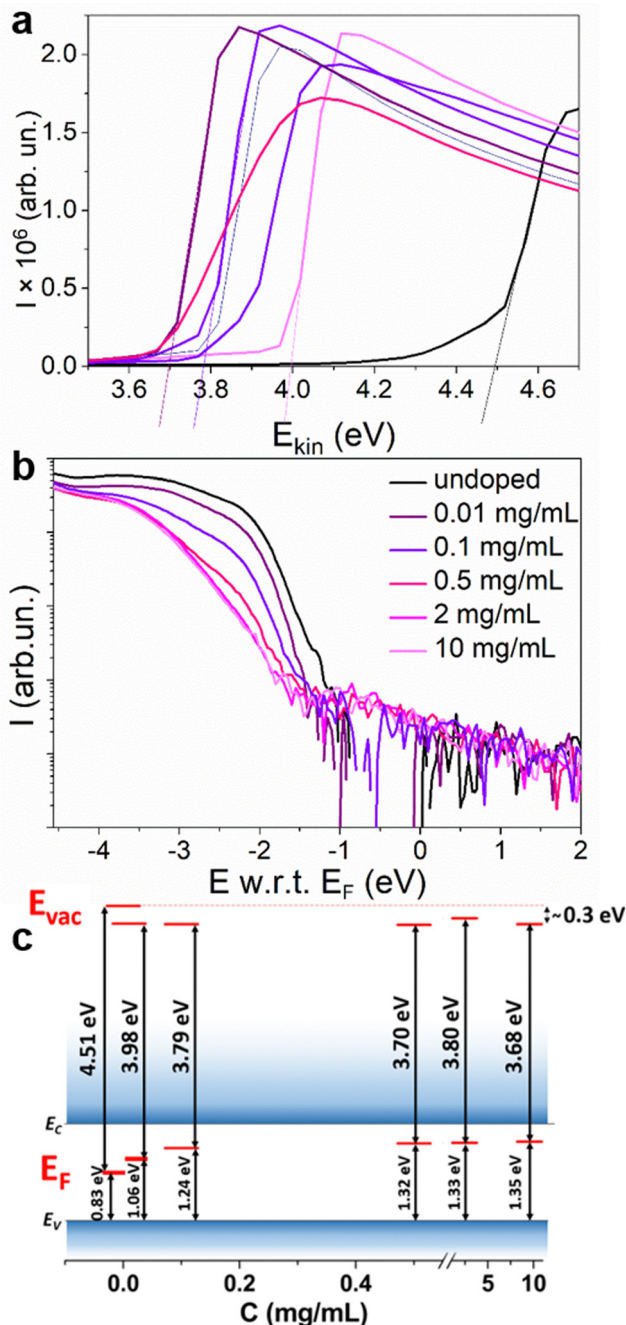 a
I × 10⁶ (arb. un.)
2.0
1.5
1.0
0.5
0.0
3.6 3.8 4.0 4.2 4.4 4.6
E_kin (eV)
b
I (arb.un.)
undoped
0.01 mg/mL
0.1 mg/mL
0.5 mg/mL
2 mg/mL
10 mg/mL
-4 -3 -2 -1 0 1 2
E w.r.t. E_F (eV)
E_vac
~0.3 eV
c
4.51 eV
3.98 eV
3.79 eV
3.70 eV
3.80 eV
3.68 eV
E_C
E_F
0.83 eV
1.06 eV
1.24 eV
1.32 eV
1.33 eV
1.35 eV
E_V
0.0 0.2 0.4 5 10
C (mg/mL)